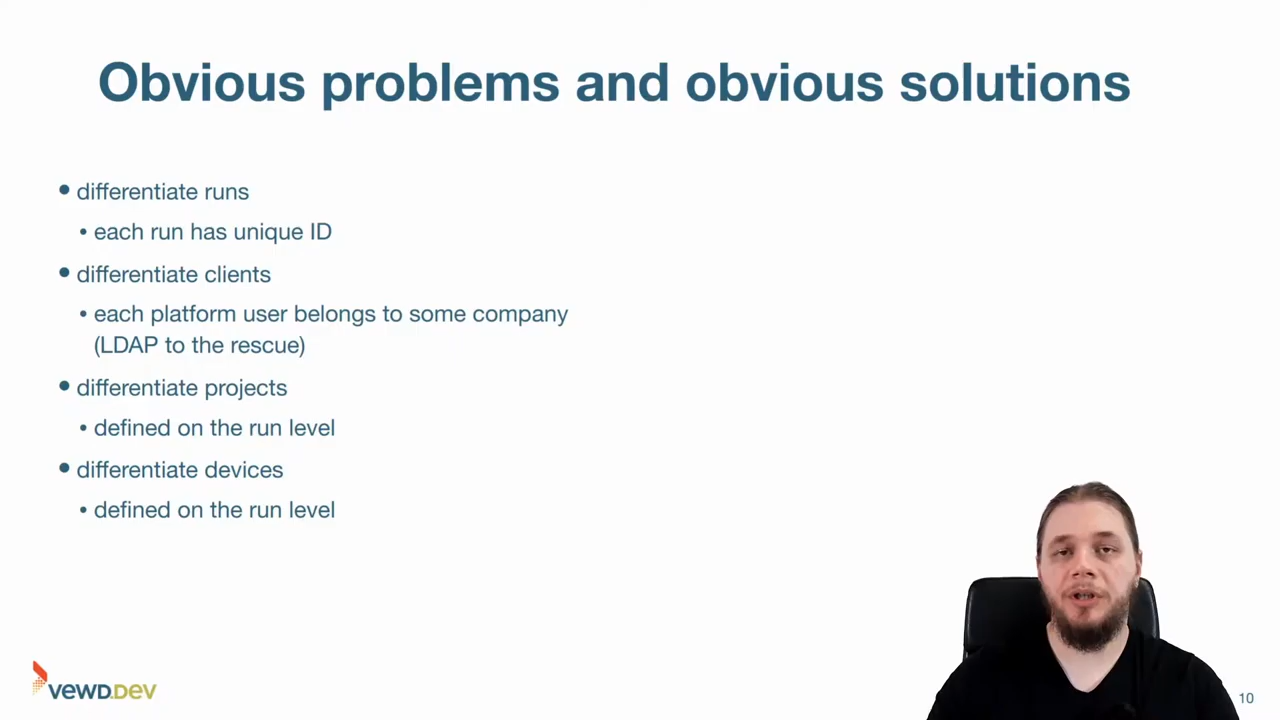 Obvious problems and obvious solutions
• differentiate runs
• each run has unique ID
• differentiate clients
• each platform user belongs to some company
(LDAP to the rescue)
• differentiate projects
• defined on the run level
• differentiate devices
• defined on the run level
vewd.dev
10